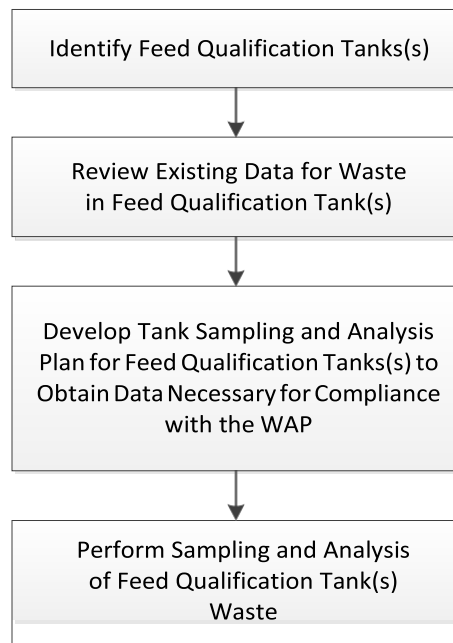 Identify Feed Qualification Tanks(s)
Review Existing Data for Waste
in Feed Qualification Tank(s)
Develop Tank Sampling and Analysis
Plan for Feed Qualification Tanks(s) to
Obtain Data Necessary for Compliance
with the WAP
Perform Sampling and Analysis
of Feed Qualification Tank(s)
Waste